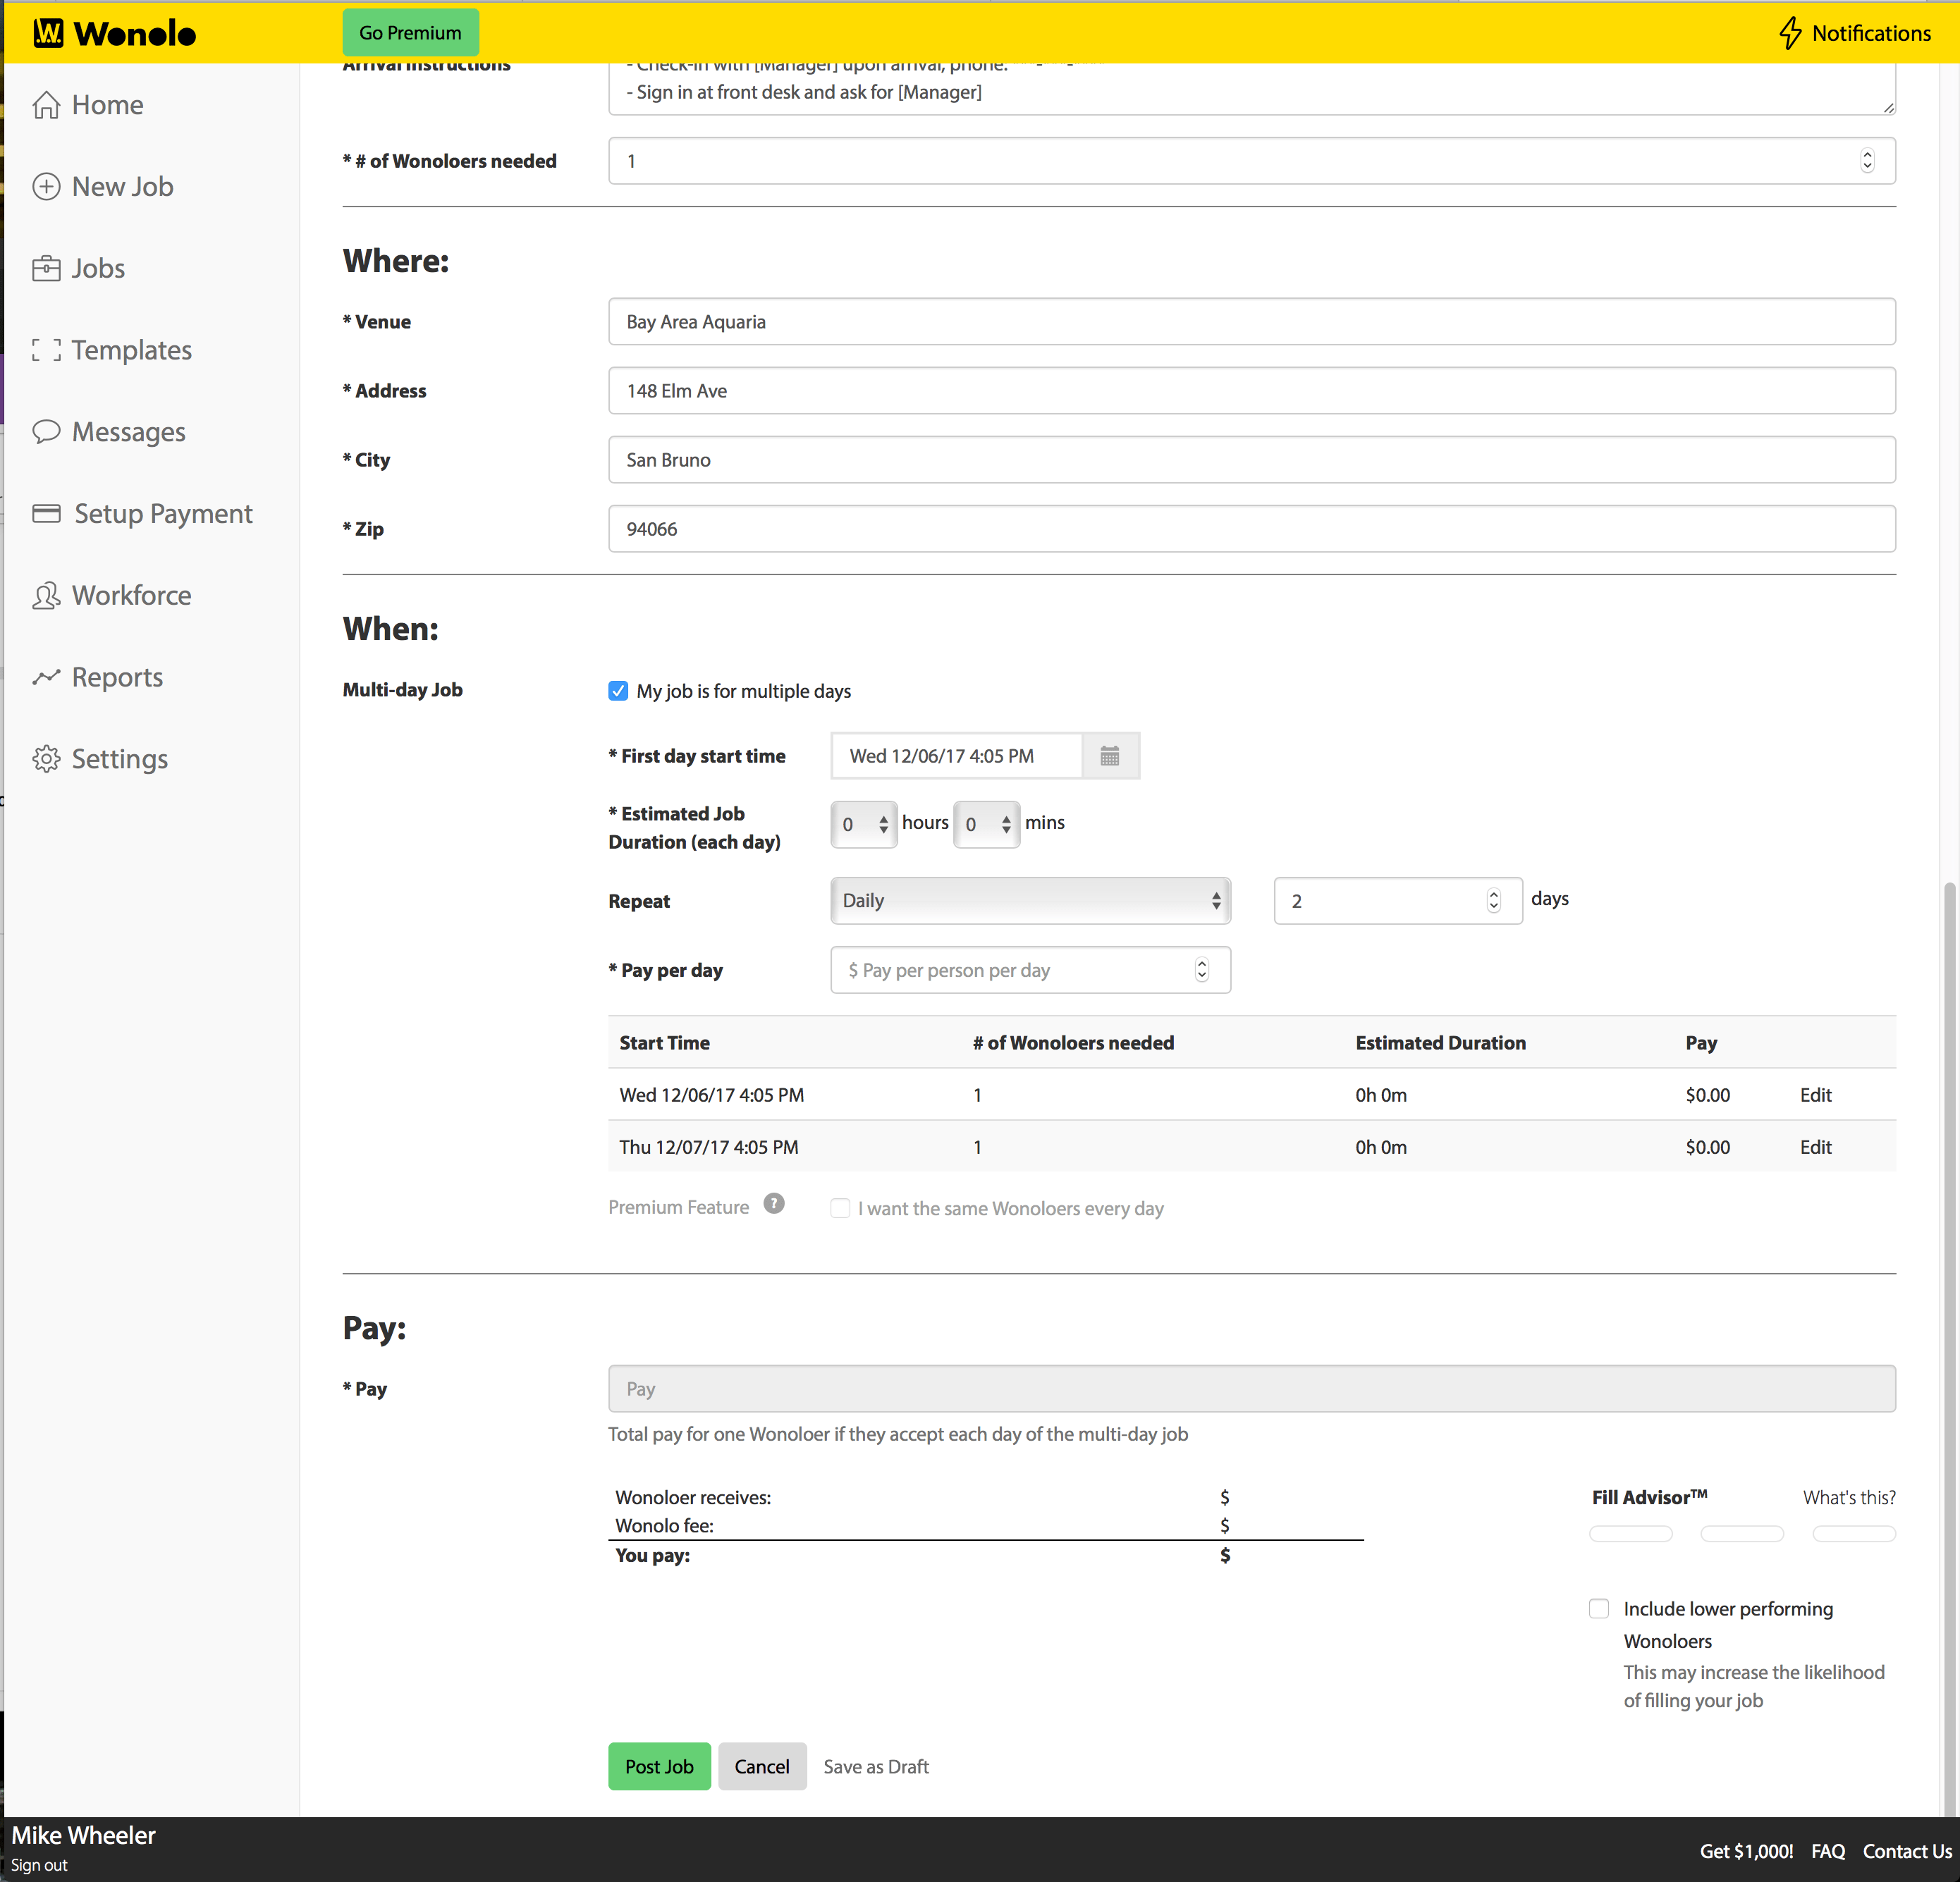 W. Wonolo
Go Premium
Notifications
Home
New Job
Jobs
Templates
Messages
Setup Payment
Workforce
Reports
Settings
Arrival Instructions
- Check-in with [Manager] upon arrival, phone:
- Sign in at front desk and ask for [Manager]
* # of Wonoloers needed
1
Where:
* Venue
Bay Area Aquaria
* Address
148 Elm Ave
* City
San Bruno
* Zip
94066
When:
Multi-day Job
My job is for multiple days
* First day start time
Wed 12/06/17 4:05 PM
* Estimated Job
Duration (each day)
0 hours 0 mins
Repeat
Daily
2 days
* Pay per day
$ Pay per person per day
Start Time # of Wonoloers needed Estimated Duration Pay
Wed 12/06/17 4:05 PM 1 0h 0m $0.00 Edit
Thu 12/07/17 4:05 PM 1 0h 0m $0.00 Edit
Premium Feature ?
I want the same Wonoloers every day
Pay:
* Pay
Pay
Total pay for one Wonoloer if they accept each day of the multi-day job
Wonoloer receives: $
Wonolo fee: $
You pay: $
Fill Advisor™ What's this?
Include lower performing
Wonoloers
This may increase the likelihood
of filling your job
Post Job
Cancel
Save as Draft
Mike Wheeler
Sign out
Get $1,000! FAQ Contact Us